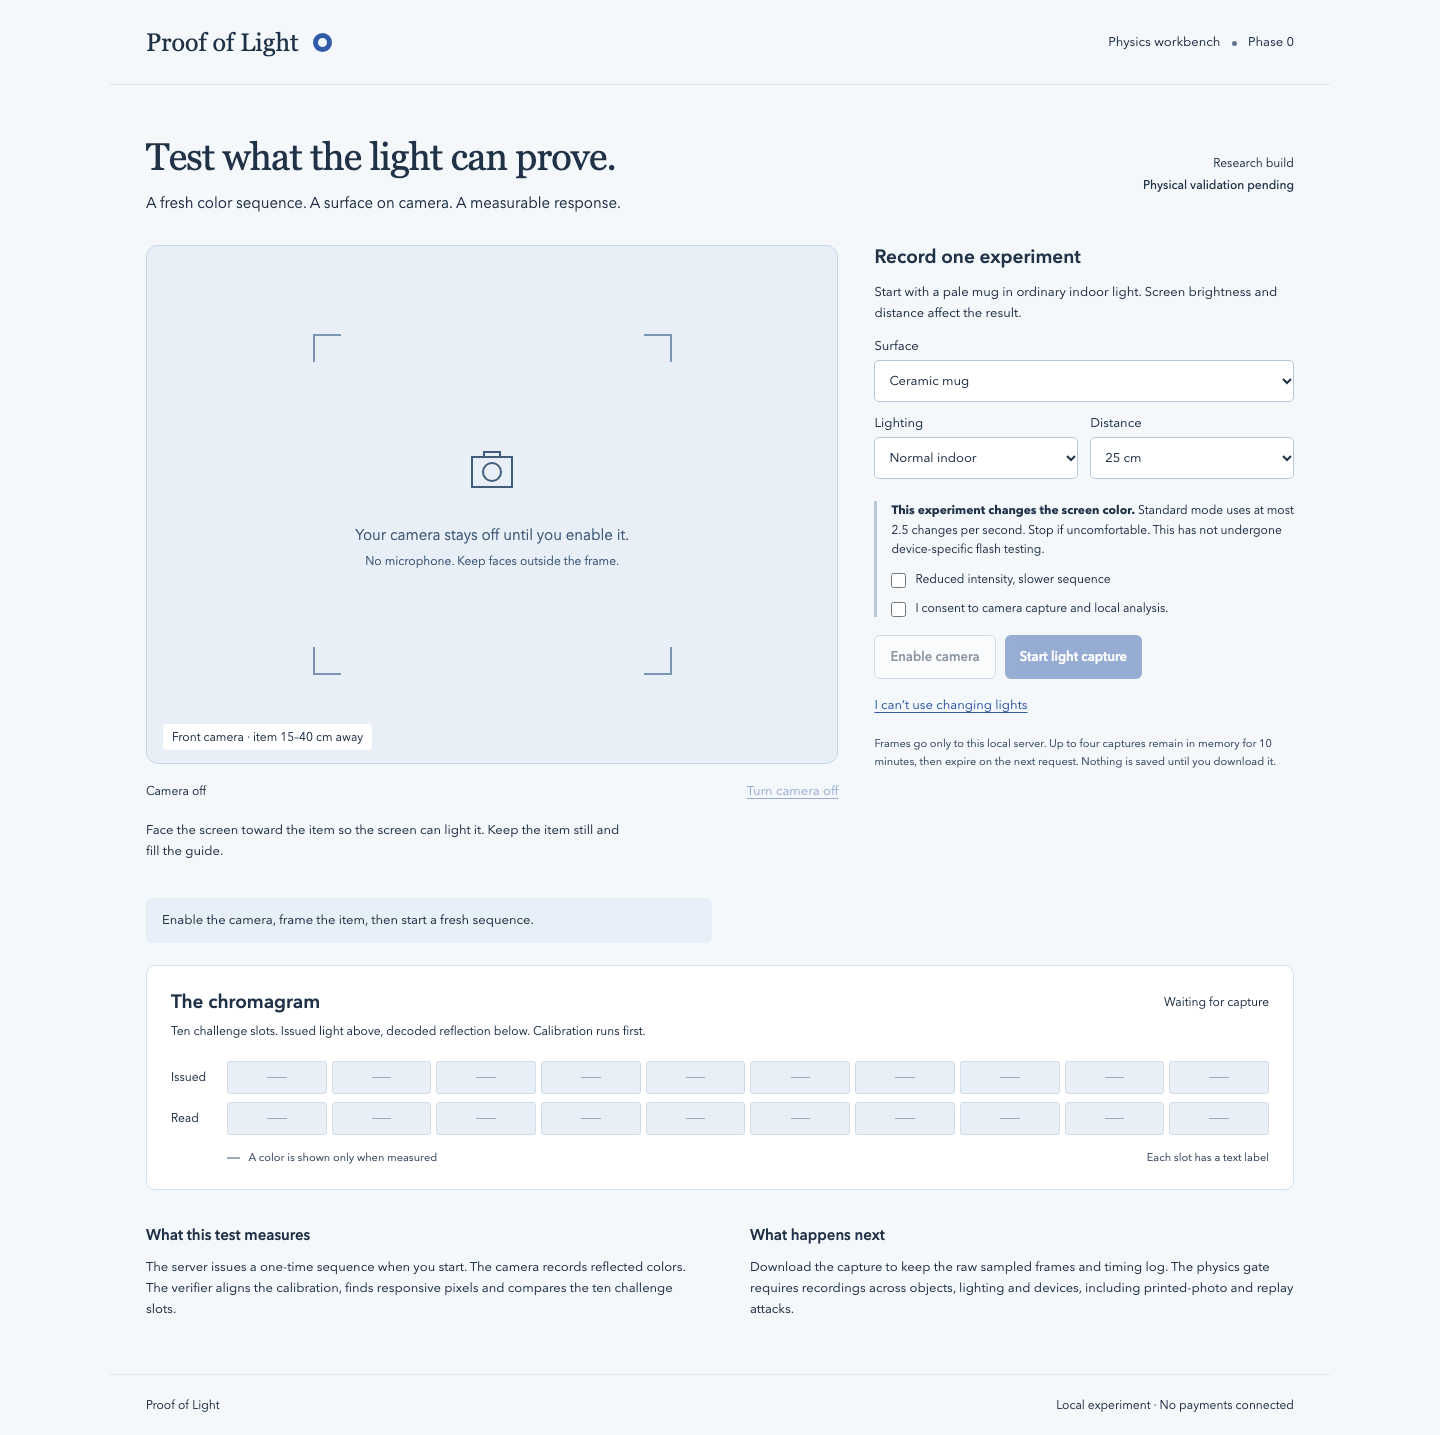 Proof of Light
Physics workbench • Phase 0
Test what the light can prove.
A fresh color sequence. A surface on camera. A measurable response.
Research build
Physical validation pending
Your camera stays off until you enable it.
No microphone. Keep faces outside the frame.
Front camera · item 15–40 cm away
Camera off
Turn camera off
Face the screen toward the item so the screen can light it. Keep the item still and
fill the guide.
Record one experiment
Start with a pale mug in ordinary indoor light. Screen brightness and
distance affect the result.
Surface
Ceramic mug
Lighting
Distance
Normal indoor
25 cm
This experiment changes the screen color. Standard mode uses at most
2.5 changes per second. Stop if uncomfortable. This has not undergone
device-specific flash testing.
Reduced intensity, slower sequence
I consent to camera capture and local analysis.
Enable camera
Start light capture
I can’t use changing lights
Frames go only to this local server. Up to four captures remain in memory for 10
minutes, then expire on the next request. Nothing is saved until you download it.
Enable the camera, frame the item, then start a fresh sequence.
The chromagram
Waiting for capture
Ten challenge slots. Issued light above, decoded reflection below. Calibration runs first.
Issued — — — — — — — — — —
Read — — — — — — — — — —
— A color is shown only when measured
Each slot has a text label
What this test measures
The server issues a one-time sequence when you start. The camera records reflected colors.
The verifier aligns the calibration, finds responsive pixels and compares the ten challenge
slots.
What happens next
Download the capture to keep the raw sampled frames and timing log. The physics gate
requires recordings across objects, lighting and devices, including printed-photo and replay
attacks.
Proof of Light
Local experiment · No payments connected